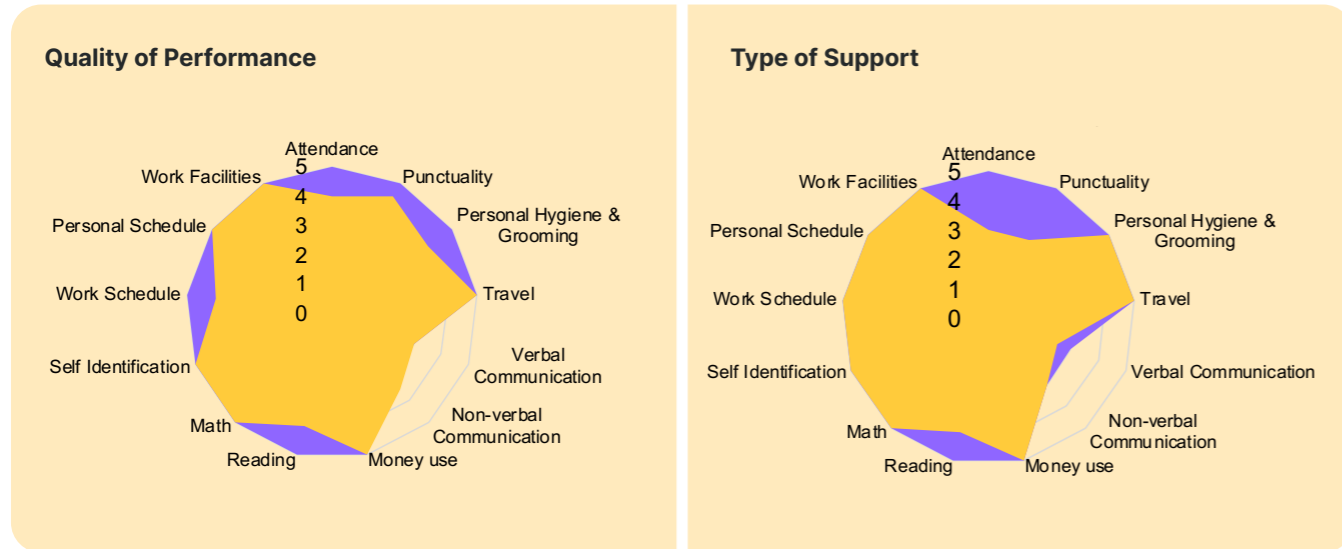 Quality of Performance
Attendance
5
Work Facilities
Punctuality
4
Personal Schedule
Personal Hygiene &
Grooming
3
2
Work Schedule
1
Travel
0
Self Identification
Verbal
Communication
Math
Non-verbal
Communication
Reading
Money use
Type of Support
Attendance
5
Work Facilities
Punctuality
4
Personal Schedule
Personal Hygiene &
Grooming
3
2
Work Schedule
1
Travel
0
Self Identification
Verbal Communication
Math
Non-verbal
Communication
Reading
Money use